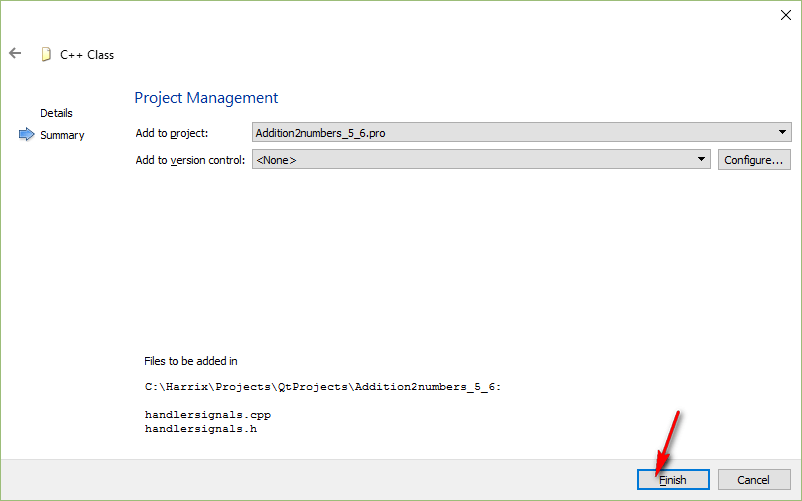 C++ Class
Project Management
Details
Summary
Add to project:
Addition2numbers_5_6.pro
Add to version control:
<None>
Configure...
Files to be added in
C:\Harrix\Projects\QtProjects\Addition2numbers_5_6:
handlersignals.cpp
handlersignals.h
Finish
Cancel